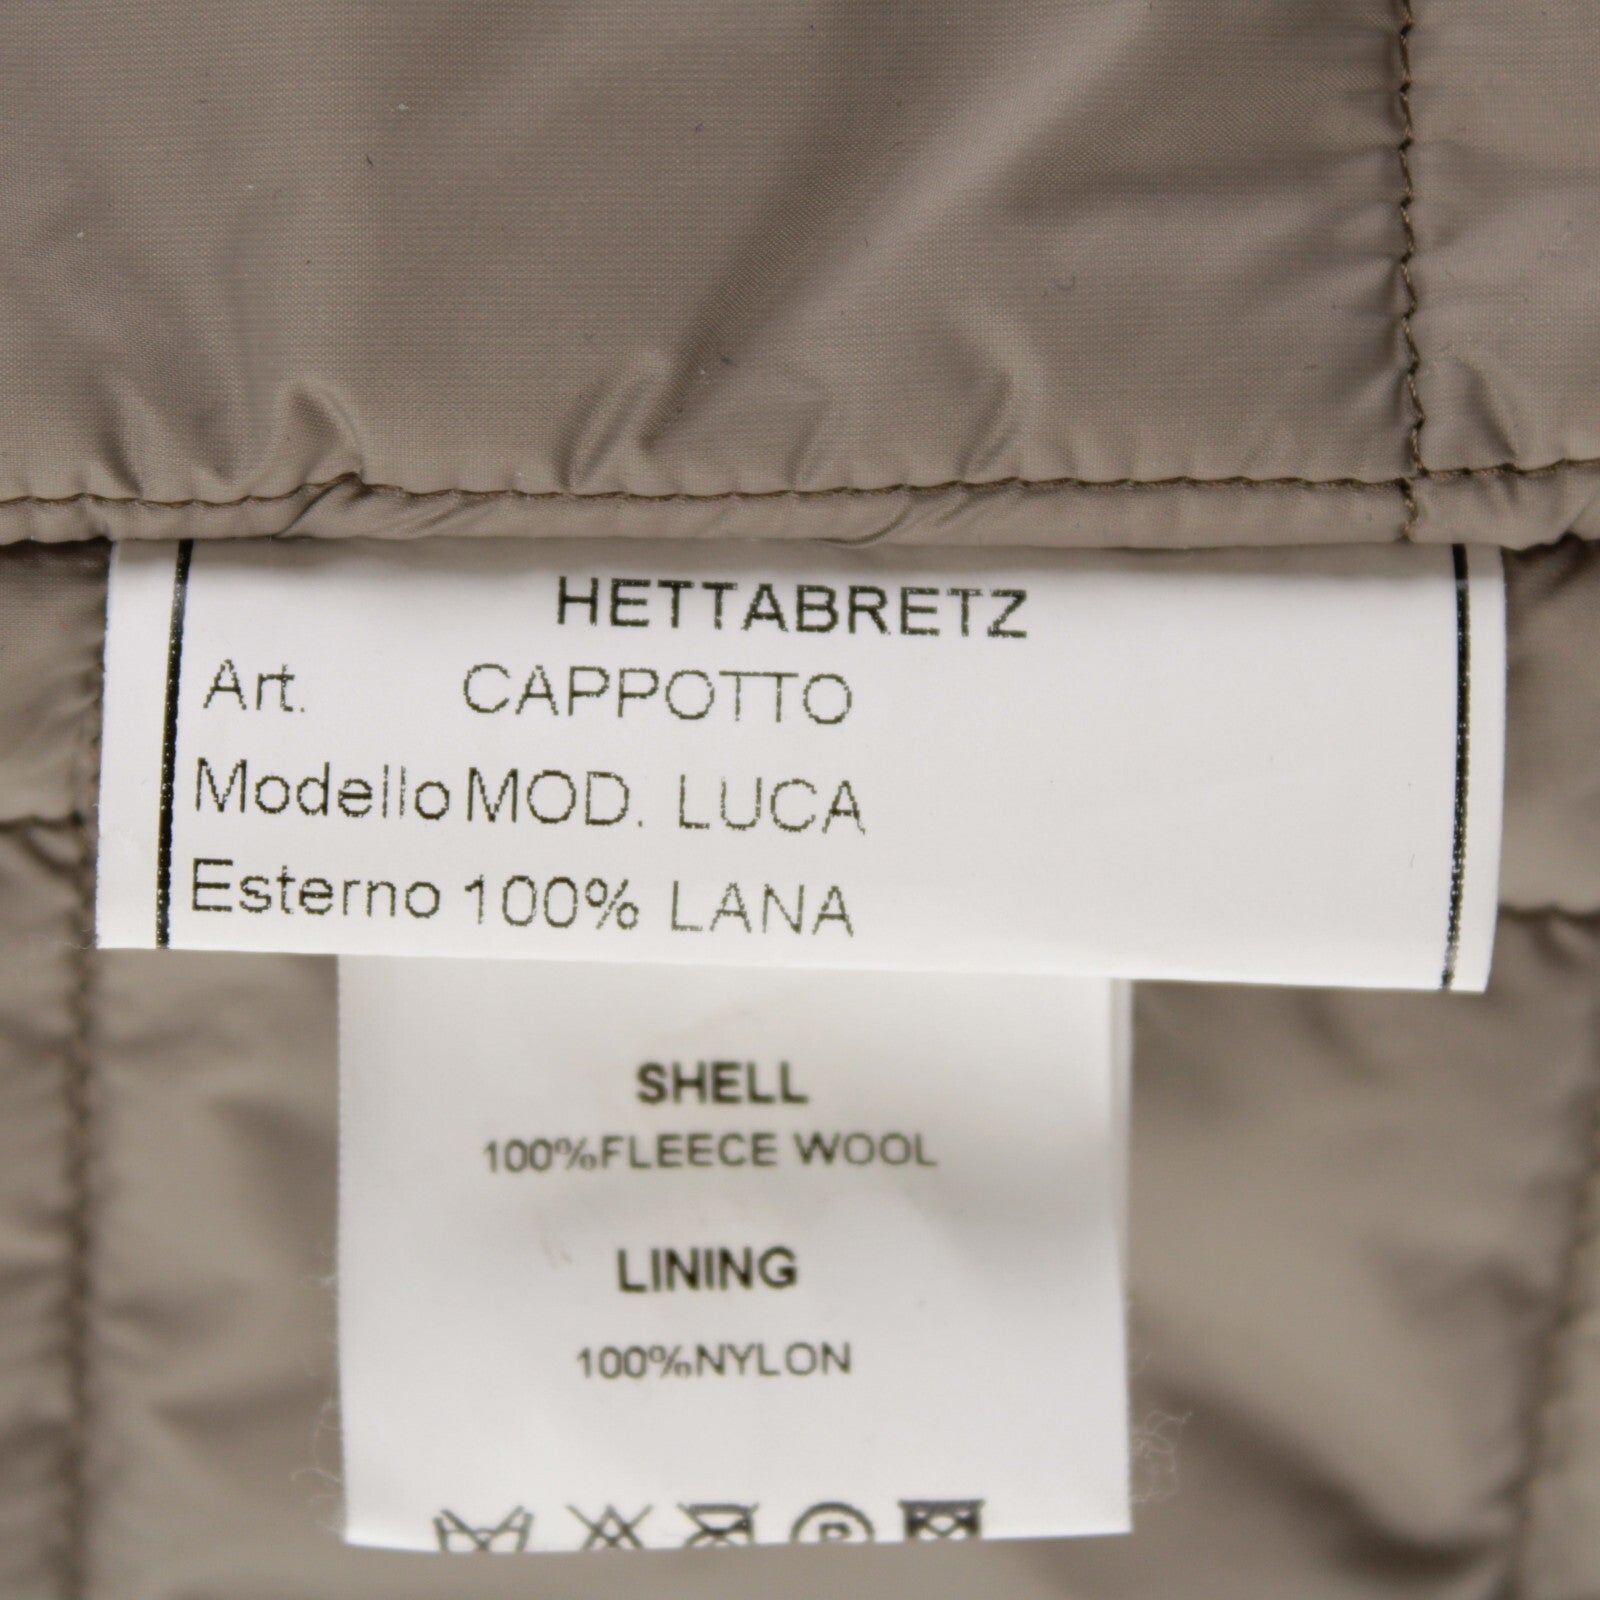 HETTABRETZ
Art. CAPPOTTO
Modello MOD. LUCA
Esterno 100% LANA
SHELL
100%FLEECE WOOL
LINING
100%NYLON
P